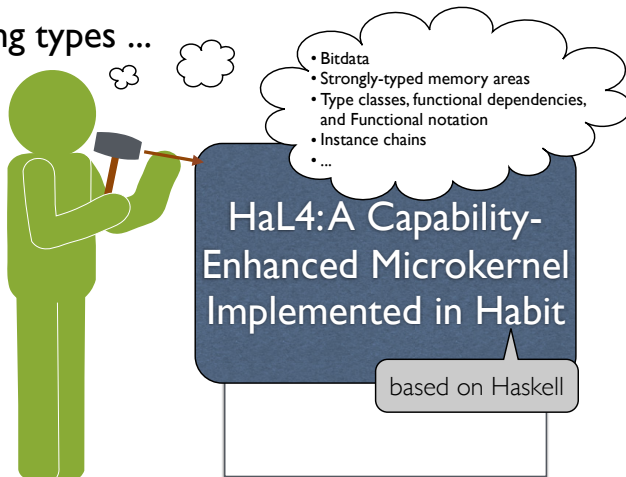 ng types ...
• Bitdata
• Strongly-typed memory areas
• Type classes, functional dependencies,
and Functional notation
• Instance chains
• ...
HaL4: A Capability-
Enhanced Microkernel
Implemented in Habit
based on Haskell